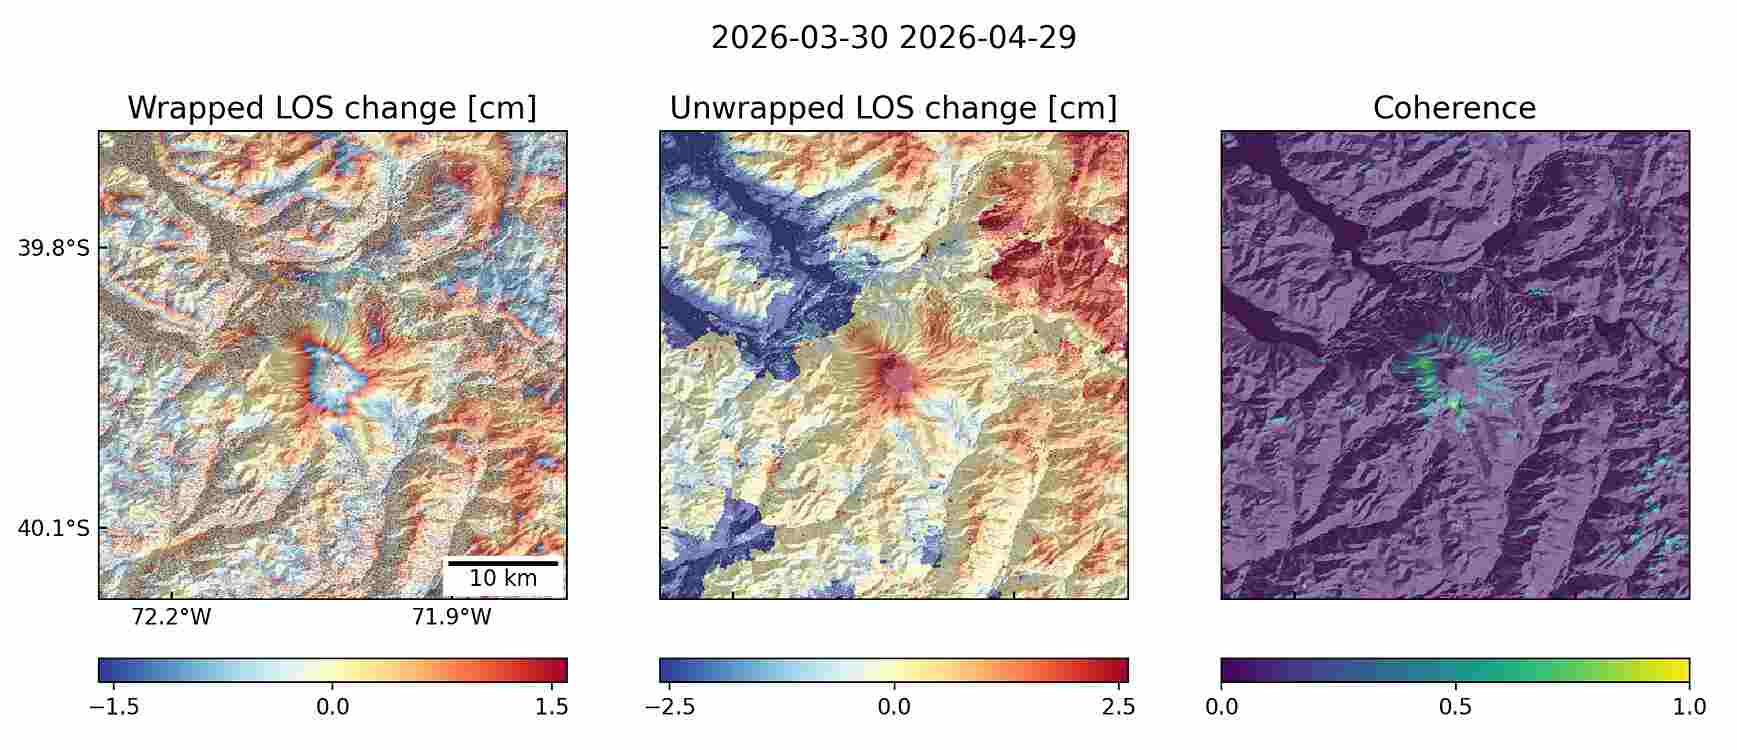 2026-03-30 2026-04-29
Wrapped LOS change [cm]
Unwrapped LOS change [cm]
Coherence
39.8°S
40.1°S
10 km
72.2°W
71.9°W
−1.5
0.0
1.5
−2.5
0.0
2.5
0.0
0.5
1.0